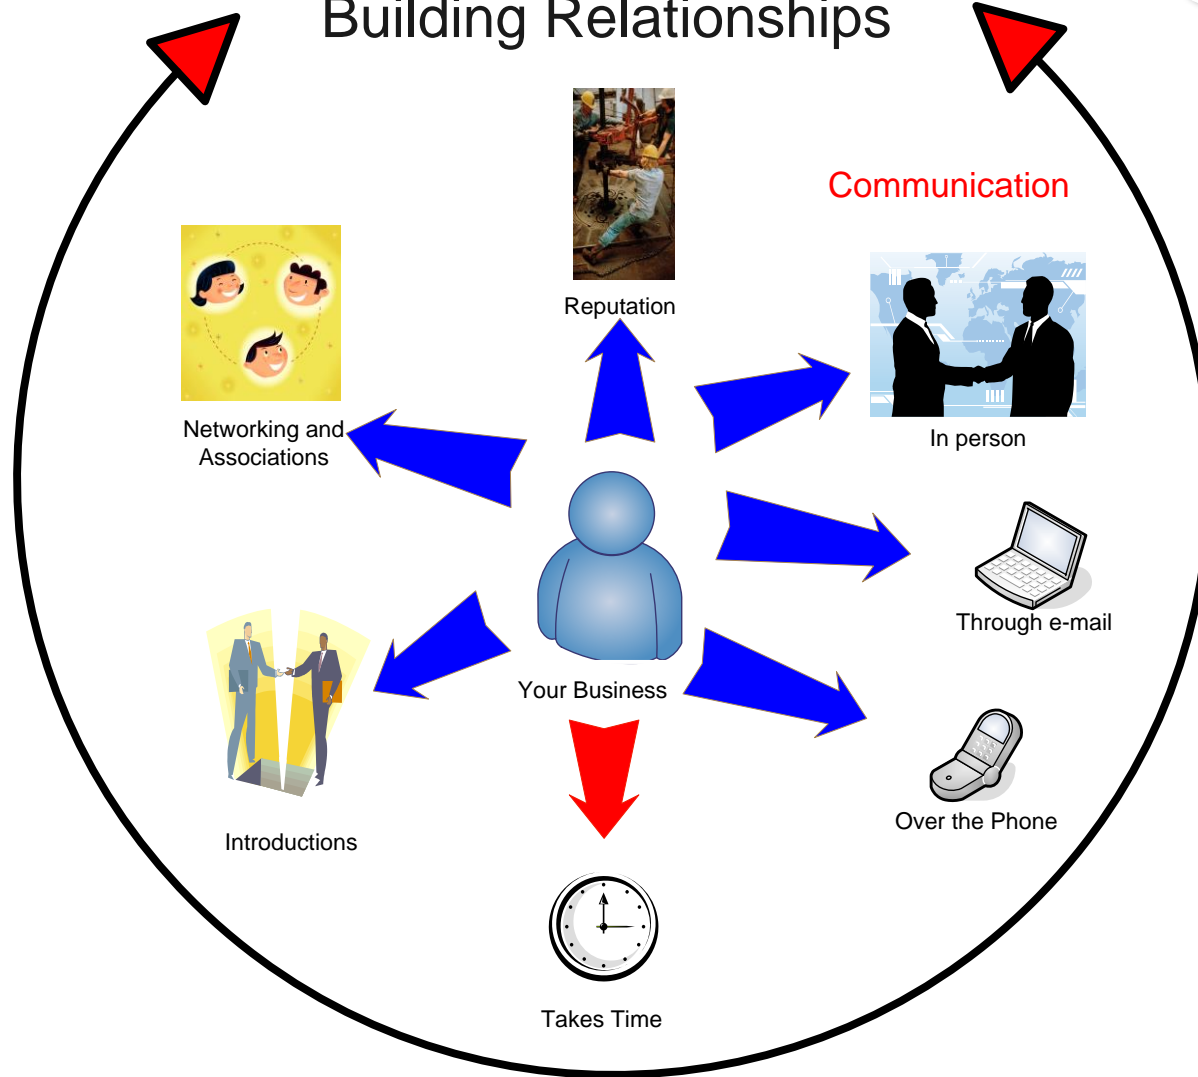 Building Relationships
Communication
Reputation
Networking and
Associations
In person
Through e-mail
Your Business
Introductions
Over the Phone
Takes Time